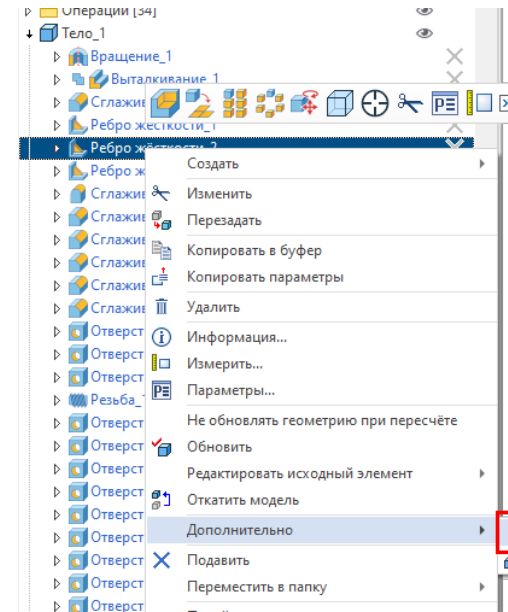 Операции [34]
Тело_1
Вращение_1
Выталкивание_1
Сглажив
Ребро жёсткости_1
Ребро жёсткости_2
Ребро ж
Создать
Сглажив
Изменить
Сглажив
Перезадать
Сглажив
Копировать в буфер
Сглажив
Копировать параметры
Сглажив
Сглажив
Удалить
Отверст
Информация...
Отверст
Измерить...
Отверст
Резьба_
Параметры...
Отверст
Не обновлять геометрию при пересчёте
Отверст
Обновить
Отверст
Редактировать исходный элемент
Отверст
Откатить модель
Отверст
Отверст
Дополнительно
Отверст
Подавить
Отверст
Переместить в папку
Отверст